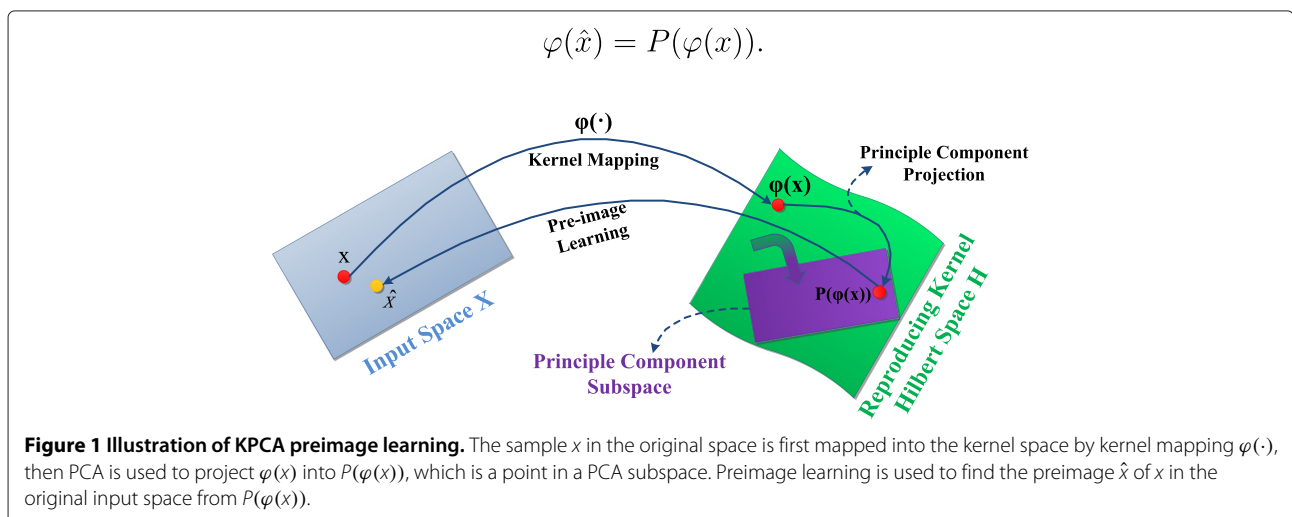 φ(x̂) = P(φ(x)).
φ(·)
Kernel Mapping
Principle Component
Projection
φ(x)
Pre-image
Learning
x
x̂
P(φ(x))
Input Space X
Principle Component
Subspace
Reproducing Kernel
Hilbert Space H
Figure 1 Illustration of KPCA preimage learning. The sample x in the original space is first mapped into the kernel space by kernel mapping φ(·),
then PCA is used to project φ(x) into P(φ(x)), which is a point in a PCA subspace. Preimage learning is used to find the preimage x̂ of x in the
original input space from P(φ(x)).